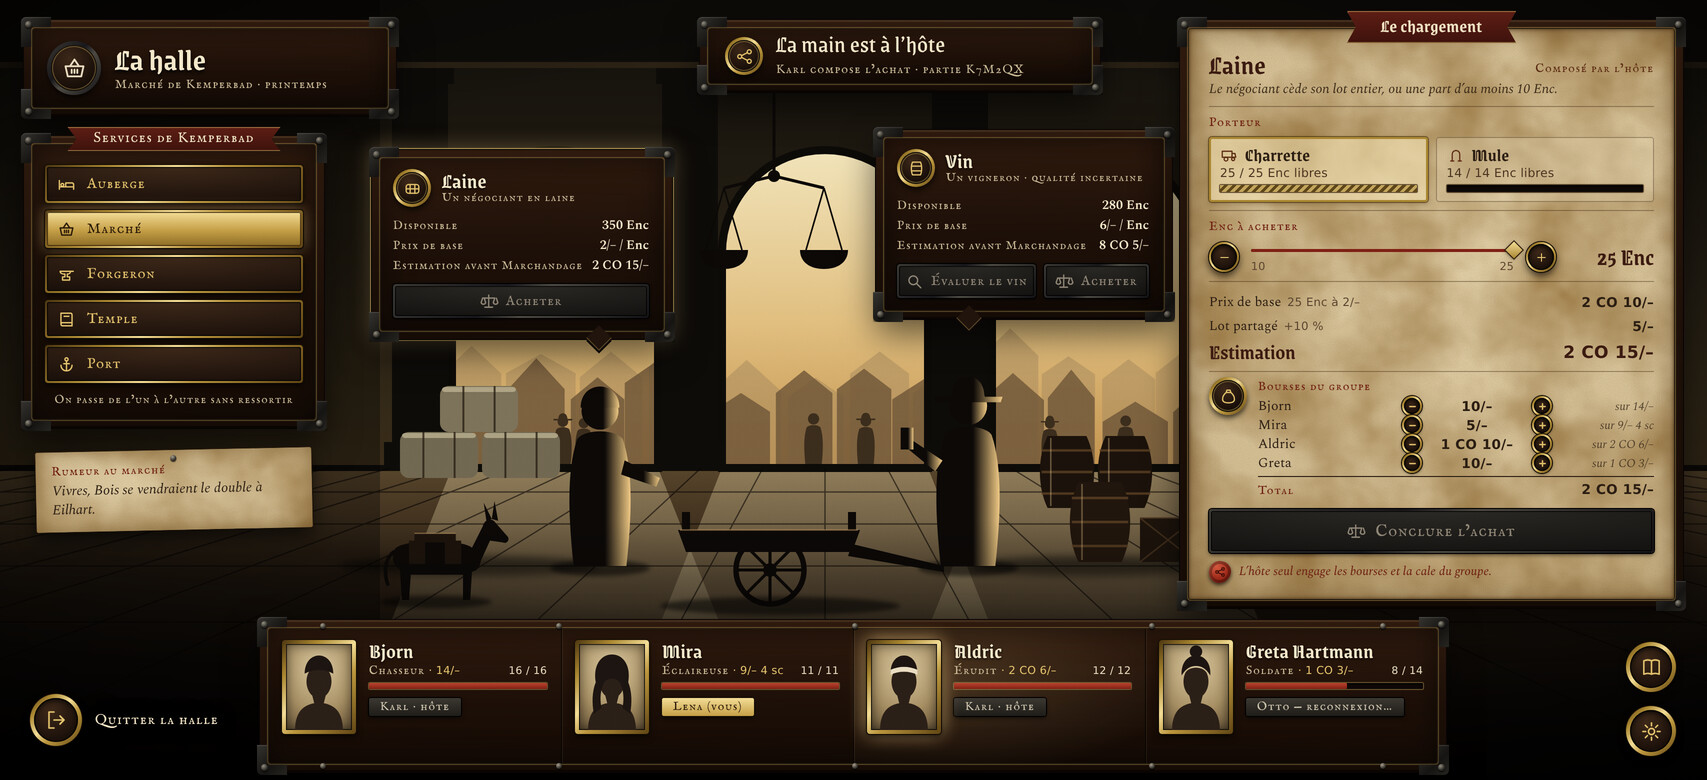 La halle
Marché de Kemperbad · printemps
La main est à l'hôte
Karl compose l'achat · partie K7M2QX
Services de Kemperbad
Auberge
Marché
Forgeron
Temple
Port
On passe de l'un à l'autre sans ressortir
Rumeur au marché
Vivres, Bois se vendraient le double à
Eilhart.
Laine
Un négociant en laine
Disponible 350 Enc
Prix de base 2/– / Enc
Estimation avant Marchandage 2 CO 15/–
Acheter
Vin
Un vigneron · qualité incertaine
Disponible 280 Enc
Prix de base 6/– / Enc
Estimation avant Marchandage 8 CO 5/–
Évaluer le vin Acheter
Le chargement
Laine Composé par l'hôte
Le négociant cède son lot entier, ou une part d'au moins 10 Enc.
Porteur
Charrette
25 / 25 Enc libres
Mule
14 / 14 Enc libres
Enc à acheter
− + 25 Enc
10 25
Prix de base 25 Enc à 2/– 2 CO 10/–
Lot partagé +10 % 5/–
Estimation 2 CO 15/–
Bourses du groupe
Bjorn − 10/– + sur 14/–
Mira − 5/– + sur 9/– 4 sc
Aldric − 1 CO 10/– + sur 2 CO 6/–
Greta − 10/– + sur 1 CO 3/–
Total 2 CO 15/–
Conclure l'achat
L'hôte seul engage les bourses et la cale du groupe.
Quitter la halle
Bjorn
Chasseur · 14/– 16 / 16
Karl · hôte
Mira
Éclaireuse · 9/– 4 sc 11 / 11
Lena (vous)
Aldric
Érudit · 2 CO 6/– 12 / 12
Karl · hôte
Greta Hartmann
Soldate · 1 CO 3/– 8 / 14
Otto — reconnexion…